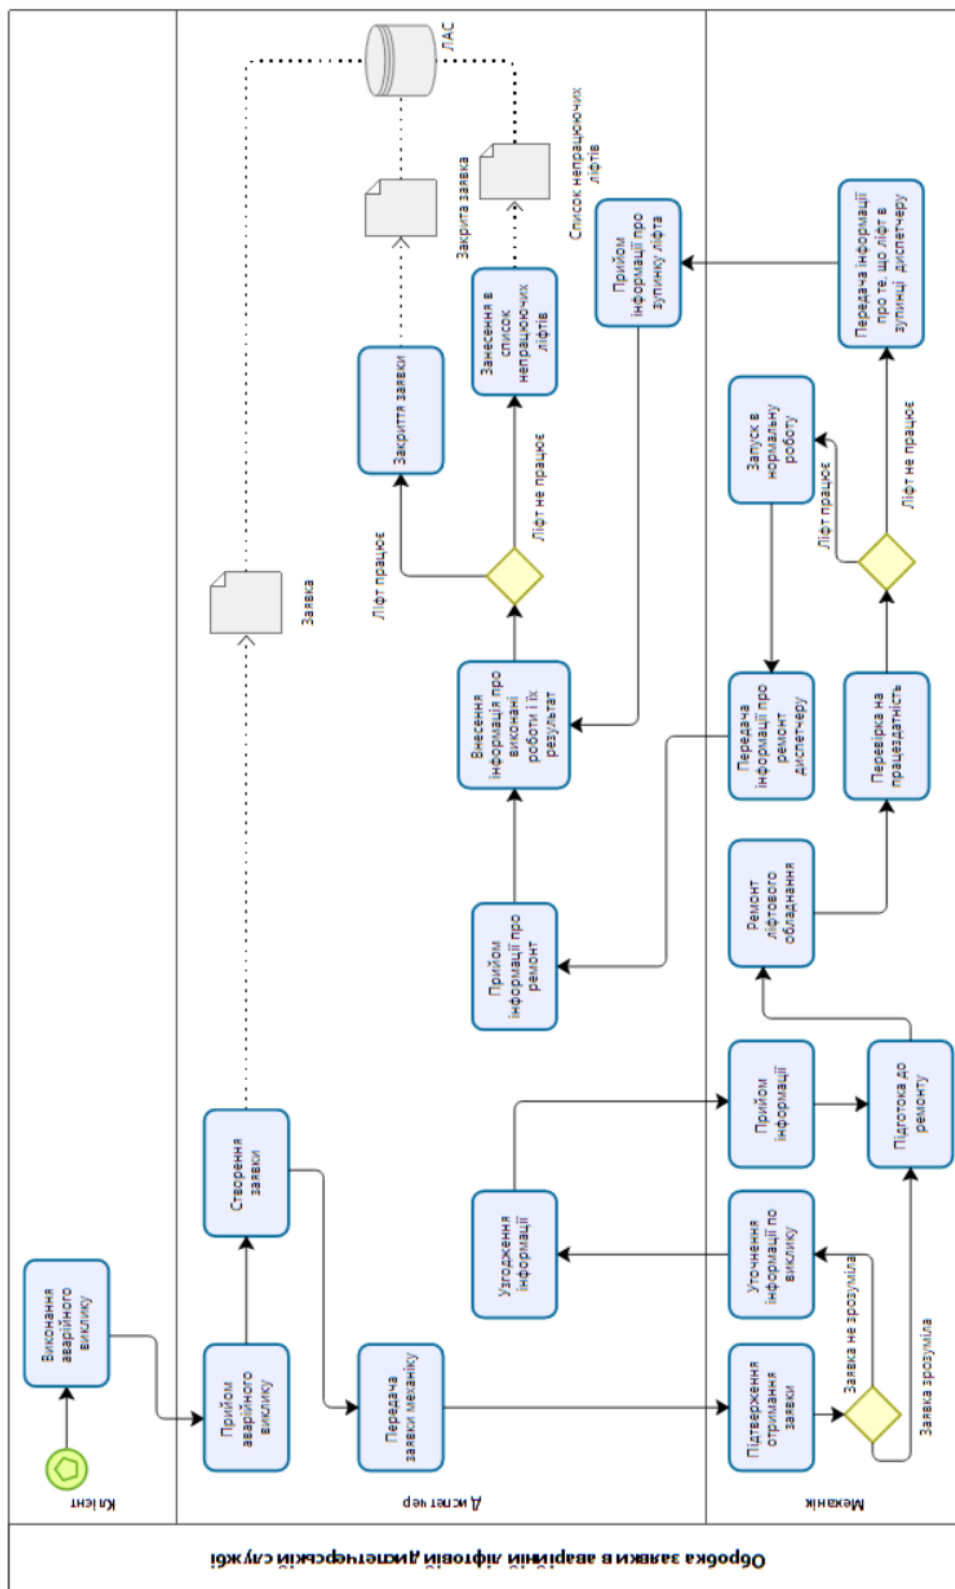 Обробка заявки в аварійній ліфтовій диспетчерській службі
Клієнт
Виконання
аварійного
виклику
Диспетчер
Прийом
аварійного
виклику
Створення
заявки
Заявка
ЛАС
Передача
заявки механіку
Узгодження
інформації
Прийом
інформації про
ремонт
Внесення
інформація про
виконані
роботи і їх
результат
Ліфт працює
Ліфт не працює
Закриття заявки
Закрита заявка
Занесення в
список
непрацюючих
ліфтів
Список непрацюючих
ліфтів
Прийом
інформації про
зупинку ліфта
Механік
Підтверження
отримання
заявки
Заявка не зрозуміла
Заявка зрозуміла
Уточнення
інформації по
виклику
Прийом
інформації
Підготока до
ремонту
Ремонт
ліфтового
обладнання
Перевірка на
працездатність
Передача
інформації про
ремонт
диспетчеру
Ліфт працює
Ліфт не працює
Запуск в
нормальну
роботу
Передача інформації
про те, що ліфт в
зупинці диспетчеру